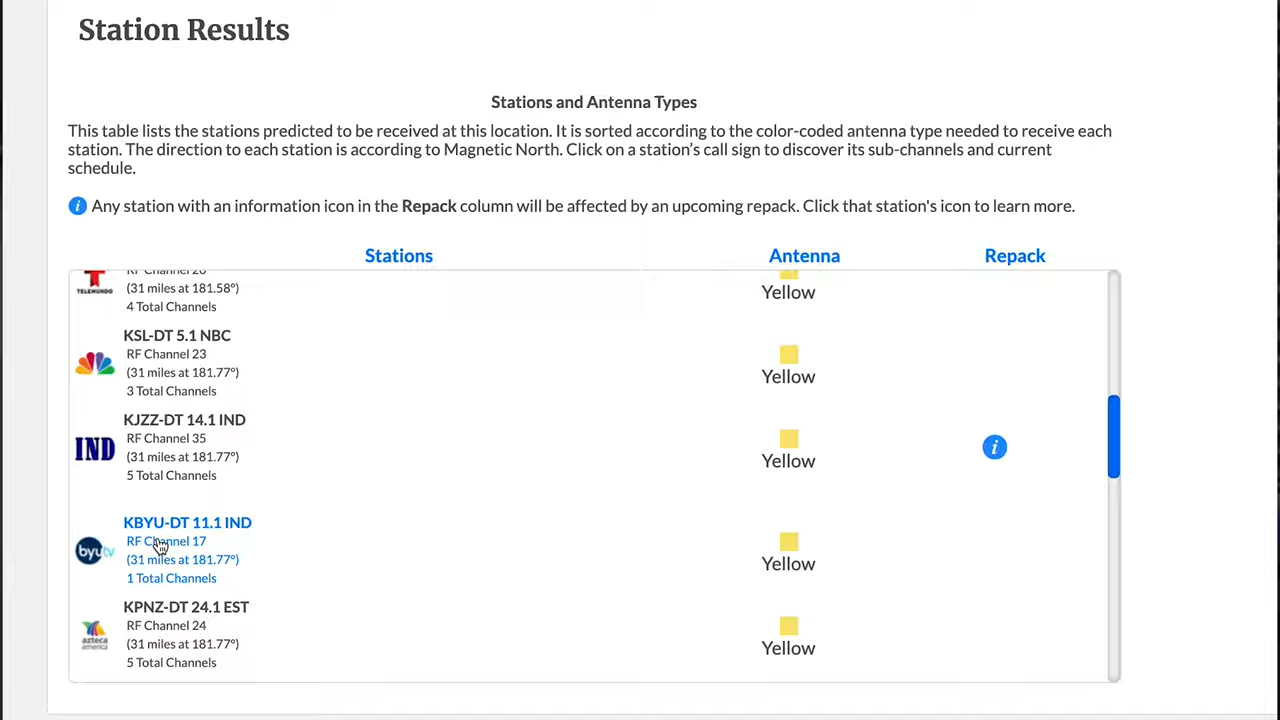 Station Results
Stations and Antenna Types
This table lists the stations predicted to be received at this location. It is sorted according to the color-coded antenna type needed to receive each
station. The direction to each station is according to Magnetic North. Click on a station's call sign to discover its sub-channels and current
schedule.
i Any station with an information icon in the Repack column will be affected by an upcoming repack. Click that station's icon to learn more.
Stations Antenna Repack
TELEMUNDO
(31 miles at 181.58°)
4 Total Channels
Yellow
KSL-DT 5.1 NBC
RF Channel 23
(31 miles at 181.77°)
3 Total Channels
Yellow
IND
KJZZ-DT 14.1 IND
RF Channel 35
(31 miles at 181.77°)
5 Total Channels
Yellow
i
byutv
KBYU-DT 11.1 IND
RF Channel 17
(31 miles at 181.77°)
1 Total Channels
Yellow
azteca
america
KPNZ-DT 24.1 EST
RF Channel 24
(31 miles at 181.77°)
5 Total Channels
Yellow